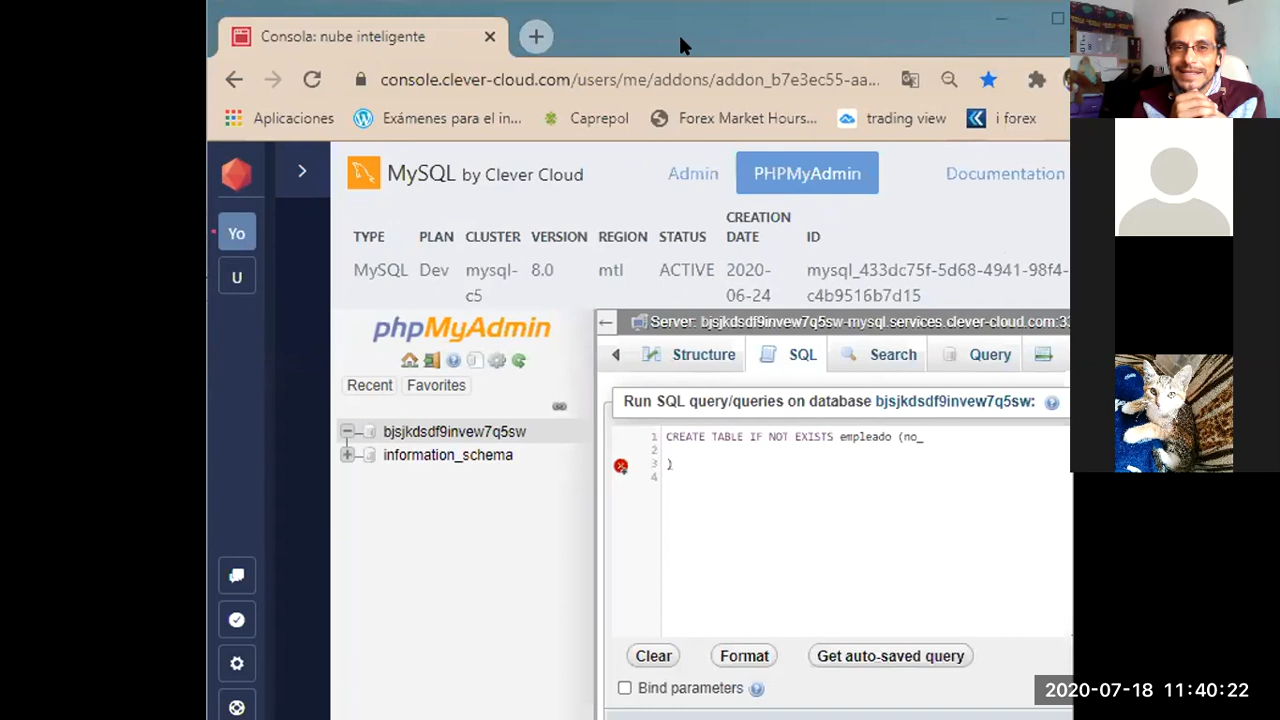 Consola: nube inteligente
console.clever-cloud.com/users/me/addons/addon_b7e3ec55-aa...
Aplicaciones
Exámenes para el in...
Caprepol
Forex Market Hours...
trading view
i forex
MySQL by Clever Cloud
Admin
PHPMyAdmin
Documentation
TYPE PLAN CLUSTER VERSION REGION STATUS CREATION DATE ID
MySQL Dev mysql-c5 8.0 mtl ACTIVE 2020-06-24 mysql_433dc75f-5d68-4941-98f4-c4b9516b7d15
Yo
U
phpMyAdmin
Recent Favorites
bjsjkdsdf9invew7q5sw
information_schema
Server: bjsjkdsdf9invew7q5sw-mysql.services.clever-cloud.com:33
Structure SQL Search Query
Run SQL query/queries on database bjsjkdsdf9invew7q5sw:
1 CREATE TABLE IF NOT EXISTS empleado (no_
2
3 )
4
Clear Format Get auto-saved query
Bind parameters
2020-07-18 11:40:22